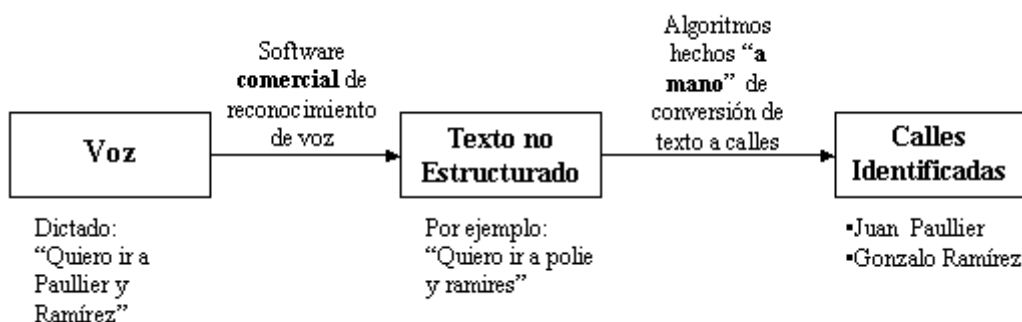 Software
comercial de
reconocimiento
de voz
Algoritmos
hechos “a
mano” de
conversión de
texto a calles
Voz
Texto no
Estructurado
Calles
Identificadas
Dictado:
“Quiero ir a
Paullier y
Ramírez”
Por ejemplo:
“Quiero ir a polie
y ramires”
▪Juan Paullier
▪Gonzalo Ramírez